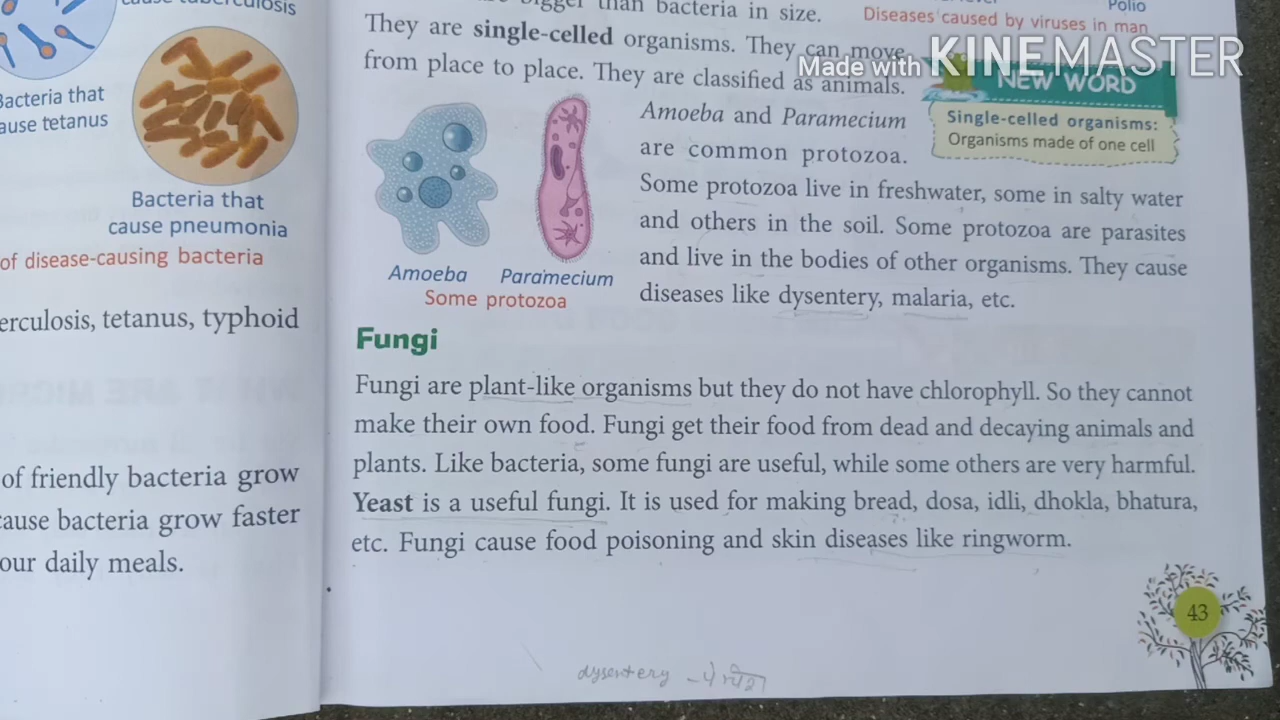 tuberculosis
Bacteria that
cause tetanus
Bacteria that
cause pneumonia
of disease-causing bacteria
tetanus, typhoid
of friendly bacteria grow
cause bacteria grow faster
our daily meals.
bigger than bacteria in size.
Polio
Diseases caused by viruses in man
They are single-celled organisms. They can move
from place to place. They are classified as animals.
Made with KINEMASTER
NEW WORD
Single-celled organisms:
Organisms made of one cell
Amoeba and Paramecium
are common protozoa.
Some protozoa live in freshwater, some in salty water
and others in the soil. Some protozoa are parasites
and live in the bodies of other organisms. They cause
diseases like dysentery, malaria, etc.
Amoeba Paramecium
Some protozoa
Fungi
Fungi are plant-like organisms but they do not have chlorophyll. So they cannot
make their own food. Fungi get their food from dead and decaying animals and
plants. Like bacteria, some fungi are useful, while some others are very harmful.
Yeast is a useful fungi. It is used for making bread, dosa, idli, dhokla, bhatura,
etc. Fungi cause food poisoning and skin diseases like ringworm.
43
dysentery